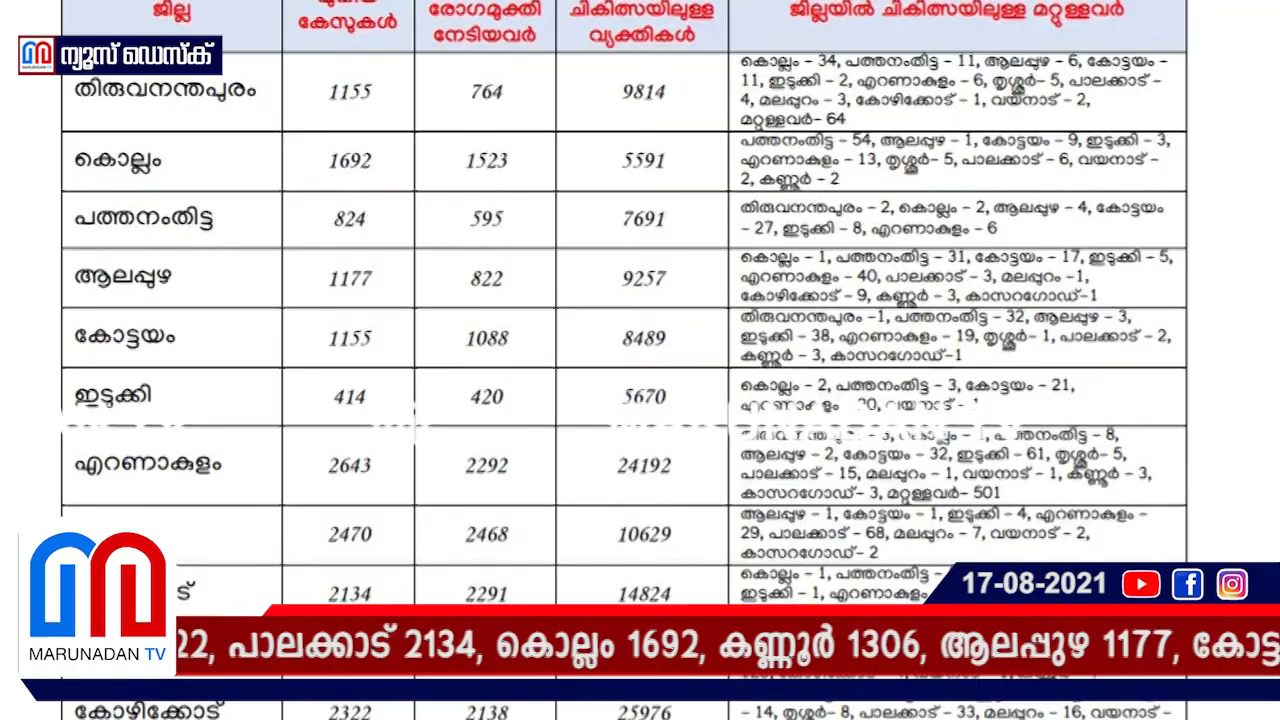 ജില്ല
കേസുകൾ
രോഗമുക്തി
നേടിയവർ
ചികിത്സയിലുള്ള
വ്യക്തികൾ
ജില്ലയിൽ ചികിത്സയിലുള്ള മറ്റുള്ളവർ
ന്യൂസ് ഡെസ്ക്
MARUNADAN TV
തിരുവനന്തപുരം 1155 764 9814
കൊല്ലം - 34, പത്തനംതിട്ട - 11, ആലപ്പുഴ - 6, കോട്ടയം -
11, ഇടുക്കി - 2, എറണാകുളം - 6, തൃശ്ശൂർ- 5, പാലക്കാട് -
4, മലപ്പുറം - 3, കോഴിക്കോട് - 1, വയനാട് - 2,
മറ്റുള്ളവർ- 64
കൊല്ലം 1692 1523 5591
പത്തനംതിട്ട - 54, ആലപ്പുഴ - 1, കോട്ടയം - 9, ഇടുക്കി - 3,
എറണാകുളം - 13, തൃശ്ശൂർ- 5, പാലക്കാട് - 6, വയനാട് -
2, കണ്ണൂർ - 2
പത്തനംതിട്ട 824 595 7691
തിരുവനന്തപുരം - 2, കൊല്ലം - 2, ആലപ്പുഴ - 4, കോട്ടയം
- 27, ഇടുക്കി - 8, എറണാകുളം - 6
ആലപ്പുഴ 1177 822 9257
കൊല്ലം - 1, പത്തനംതിട്ട - 31, കോട്ടയം - 17, ഇടുക്കി - 5,
എറണാകുളം - 40, പാലക്കാട് - 3, മലപ്പുറം -1,
കോഴിക്കോട് - 9, കണ്ണൂർ - 3, കാസറഗോഡ്-1
കോട്ടയം 1155 1088 8489
തിരുവനന്തപുരം -1, പത്തനംതിട്ട - 32, ആലപ്പുഴ - 3,
ഇടുക്കി - 38, എറണാകുളം - 19, തൃശ്ശൂർ- 1, പാലക്കാട് - 2,
കണ്ണൂർ - 3, കാസറഗോഡ്-1
ഇടുക്കി 414 420 5670
കൊല്ലം - 2, പത്തനംതിട്ട - 3, കോട്ടയം - 21,
എറണാകുളം വയനാട്
എറണാകുളം 2643 2292 24192
പത്തനംതിട്ട - 8,
ആലപ്പുഴ - 2, കോട്ടയം - 32, ഇടുക്കി - 61, തൃശ്ശൂർ- 5,
പാലക്കാട് - 15, മലപ്പുറം - 1, വയനാട് - 1, കണ്ണൂർ - 3,
കാസറഗോഡ്- 3, മറ്റുള്ളവർ- 501
2470 2468 10629
ആലപ്പുഴ - 1, കോട്ടയം - 1, ഇടുക്കി - 4, എറണാകുളം -
29, പാലക്കാട് - 68, മലപ്പുറം - 7, വയനാട് - 2,
കാസറഗോഡ്-2
ട് 2134 2291 14824
കൊല്ലം - 1, പത്തനംതിട്ട -
ഇടുക്കി - 1, എറണാകുളം
17-08-2021
MARUNADAN TV
22, പാലക്കാട് 2134, കൊല്ലം 1692, കണ്ണൂർ 1306, ആലപ്പുഴ 1177, കോട്ട
കോഴിക്കോട് 2322 2138 25976
- 14, തൃശ്ശൂർ- 8, പാലക്കാട് - 33, മലപ്പുറം - 16, വയനാട് -